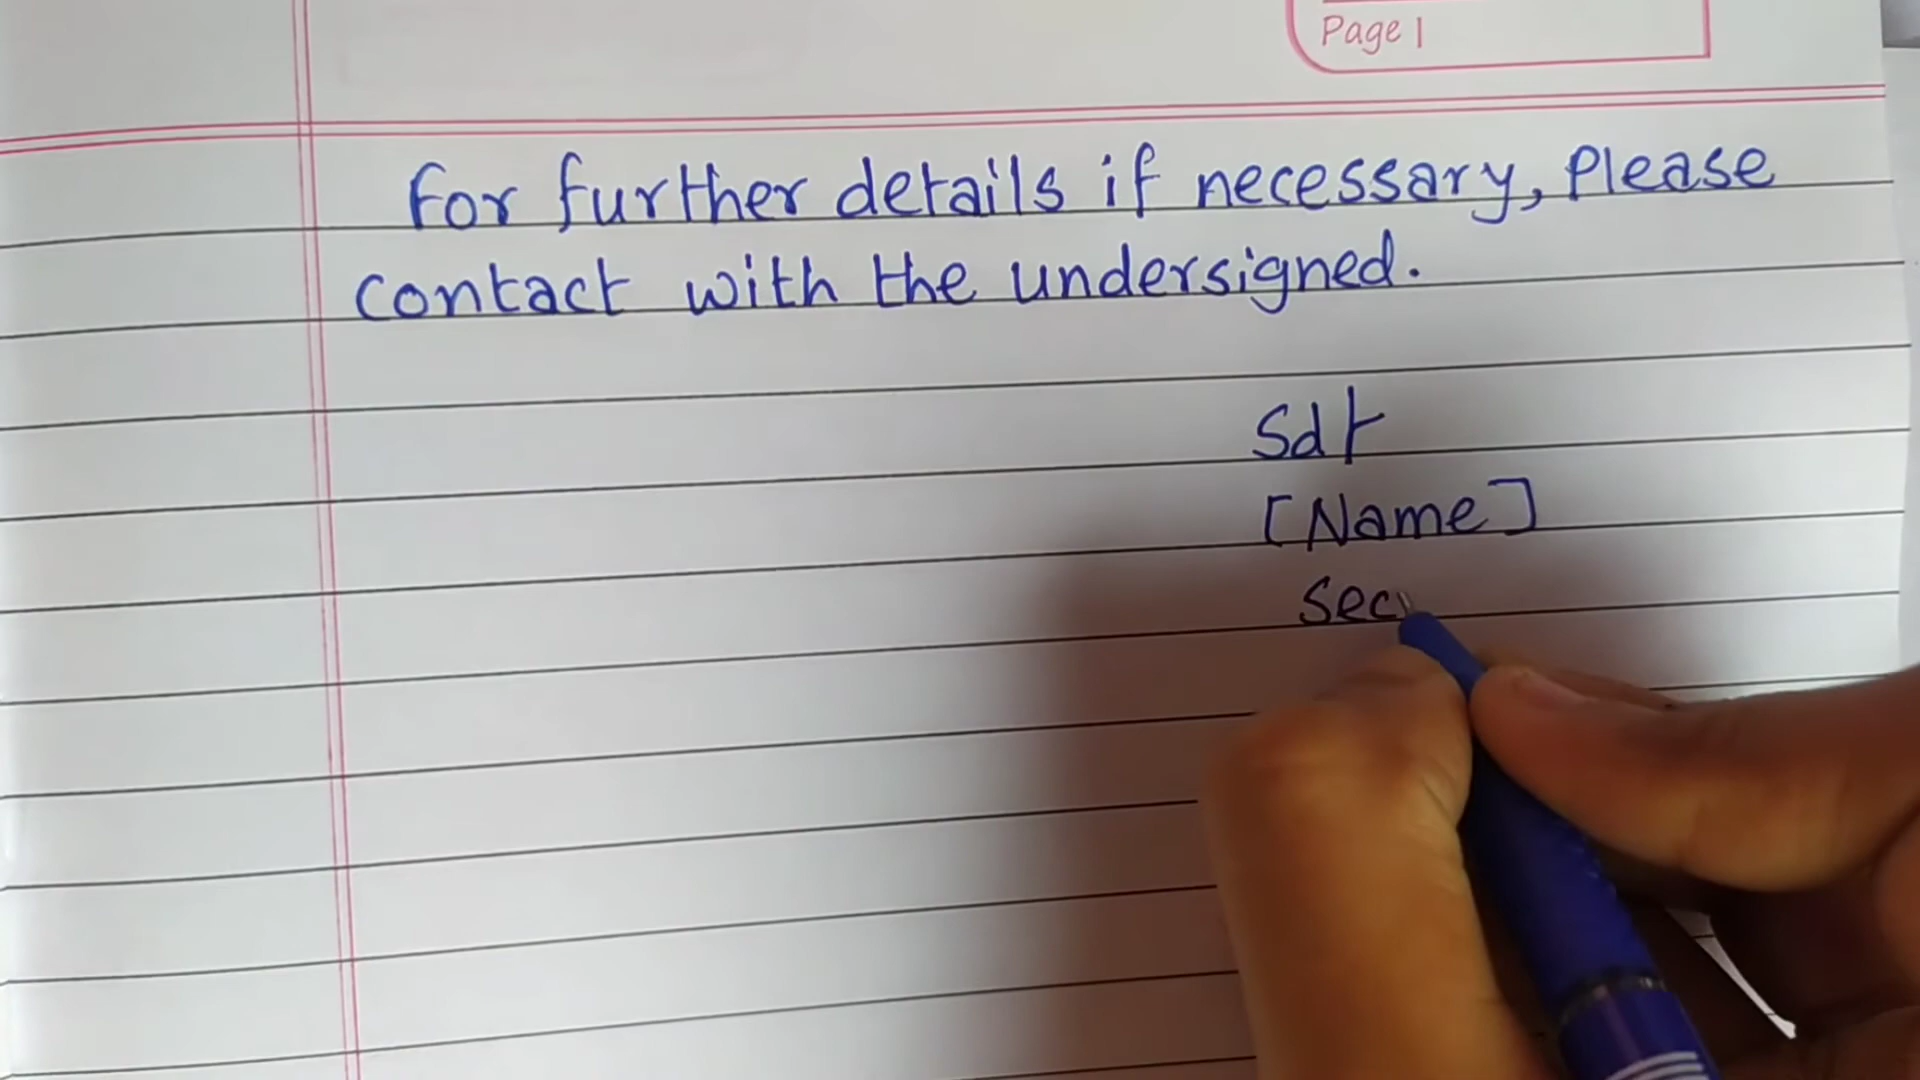 Page 1
For further details if necessary, Please
contact with the undersigned.
Sd/-
[Name]
Sec